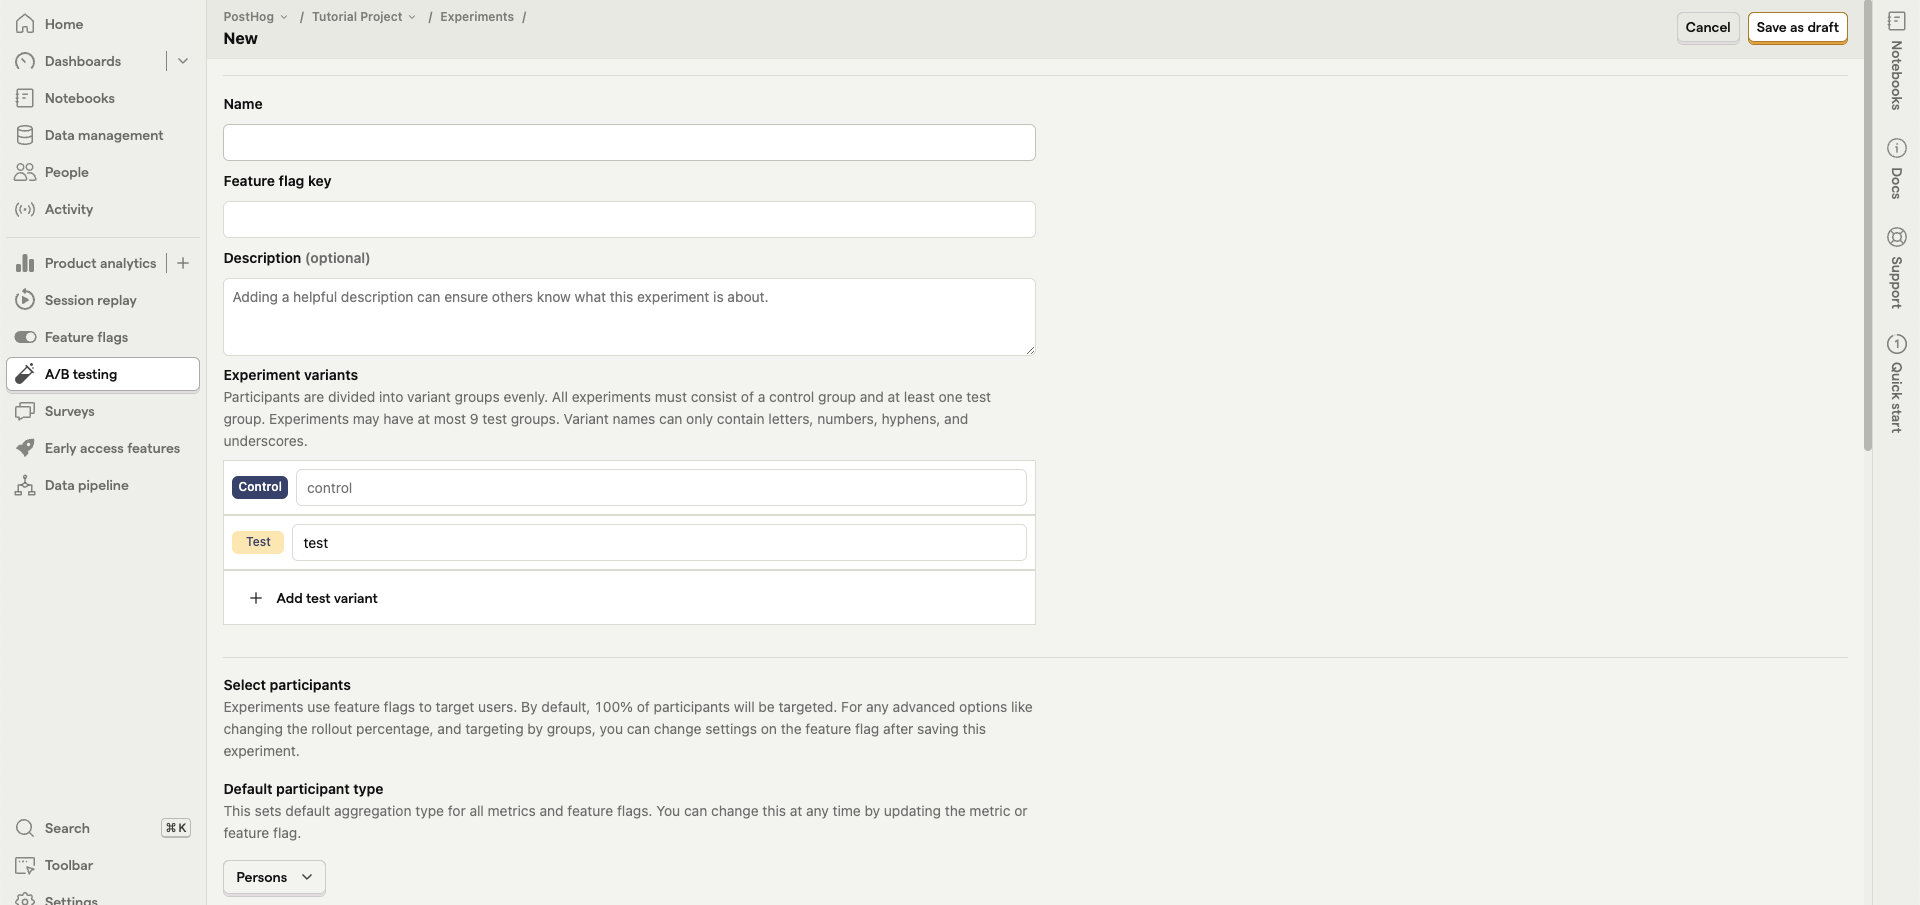 Home
Dashboards
Notebooks
Data management
People
Activity
Product analytics
Session replay
Feature flags
A/B testing
Surveys
Early access features
Data pipeline
Search ⌘ K
Toolbar
Settings
PostHog / Tutorial Project / Experiments /
New
Cancel
Save as draft
Name
Feature flag key
Description (optional)
Adding a helpful description can ensure others know what this experiment is about.
Experiment variants
Participants are divided into variant groups evenly. All experiments must consist of a control group and at least one test
group. Experiments may have at most 9 test groups. Variant names can only contain letters, numbers, hyphens, and
underscores.
Control control
Test test
Add test variant
Select participants
Experiments use feature flags to target users. By default, 100% of participants will be targeted. For any advanced options like
changing the rollout percentage, and targeting by groups, you can change settings on the feature flag after saving this
experiment.
Default participant type
This sets default aggregation type for all metrics and feature flags. You can change this at any time by updating the metric or
feature flag.
Persons
Notebooks
Docs
Support
1
Quick start